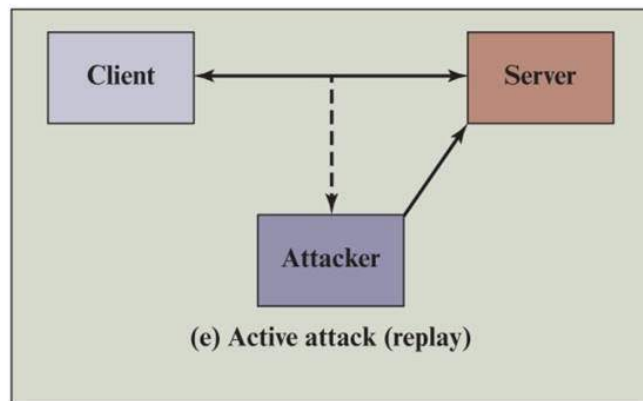 Client
Server
Attacker
(e) Active attack (replay)